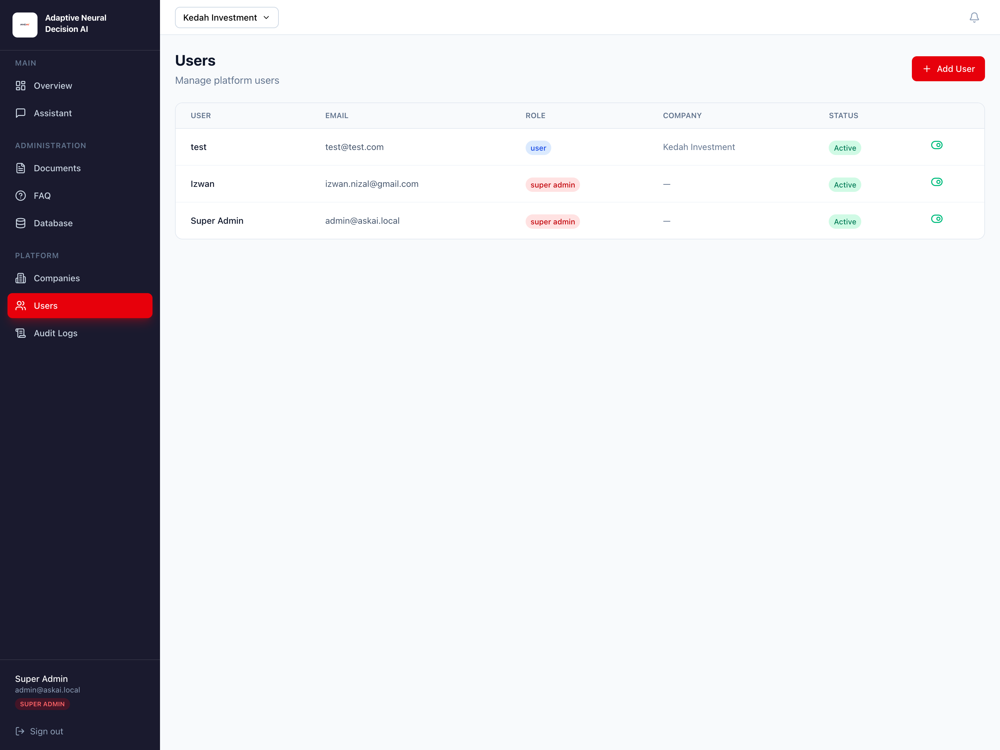 ANDAI
Adaptive Neural
Decision AI
MAIN
Overview
Assistant
ADMINISTRATION
Documents
FAQ
Database
PLATFORM
Companies
Users
Audit Logs
Super Admin
admin@askai.local
SUPER ADMIN
Sign out
Kedah Investment
Users
Manage platform users
+ Add User
USER EMAIL ROLE COMPANY STATUS
test test@test.com user Kedah Investment Active
Izwan izwan.nizal@gmail.com super admin — Active
Super Admin admin@askai.local super admin — Active